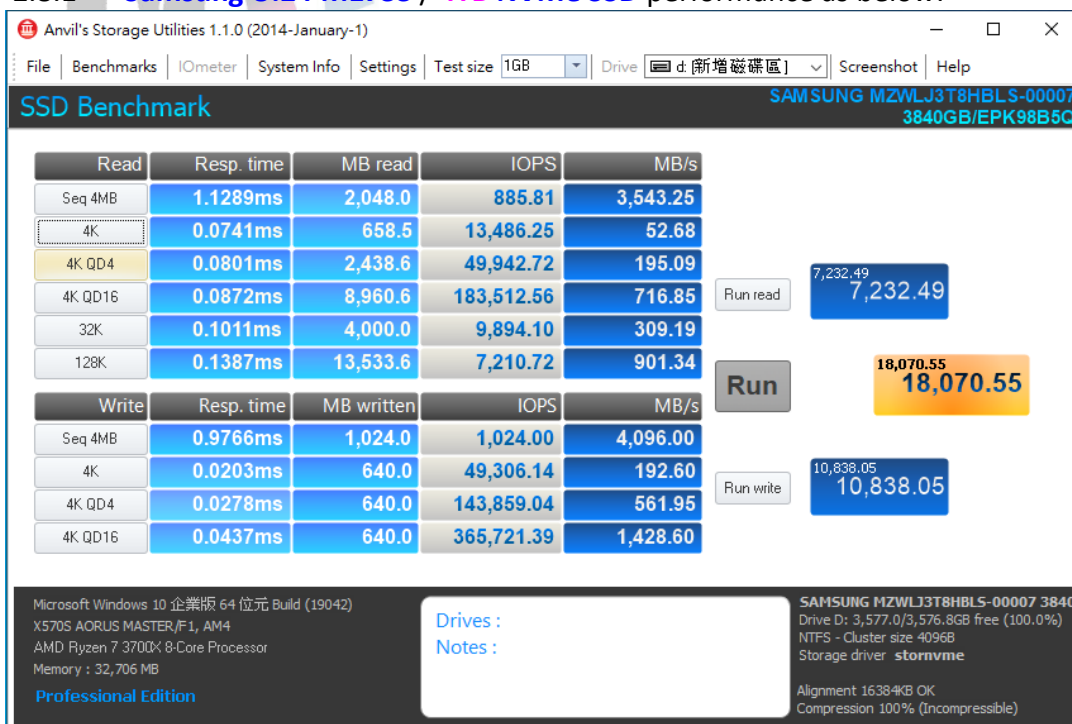 Anvil's Storage Utilities 1.1.0 (2014-January-1)
File Benchmarks IOmeter System Info Settings Test size 1GB Drive d: [新增磁碟區] Screenshot Help
SSD Benchmark
SAMSUNG MZWLJ3T8HBLS-00007
3840GB/EPK98B5Q
Read Resp. time MB read IOPS MB/s
Seq 4MB 1.1289ms 2,048.0 885.81 3,543.25
4K 0.0741ms 658.5 13,486.25 52.68
4K QD4 0.0801ms 2,438.6 49,942.72 195.09
4K QD16 0.0872ms 8,960.6 183,512.56 716.85
32K 0.1011ms 4,000.0 9,894.10 309.19
128K 0.1387ms 13,533.6 7,210.72 901.34
Run read
7,232.49
7,232.49
Run
18,070.55
18,070.55
Write Resp. time MB written IOPS MB/s
Seq 4MB 0.9766ms 1,024.0 1,024.00 4,096.00
4K 0.0203ms 640.0 49,306.14 192.60
4K QD4 0.0278ms 640.0 143,859.04 561.95
4K QD16 0.0437ms 640.0 365,721.39 1,428.60
Run write
10,838.05
10,838.05
Microsoft Windows 10 企業版 64 位元 Build (19042)
X570S AORUS MASTER/F1, AM4
AMD Ryzen 7 3700X 8-Core Processor
Memory : 32,706 MB
Professional Edition
Drives :
Notes :
SAMSUNG MZWLJ3T8HBLS-00007 3840
Drive D: 3,577.0/3,576.8GB free (100.0%)
NTFS - Cluster size 4096B
Storage driver stornvme
Alignment 16384KB OK
Compression 100% (Incompressible)